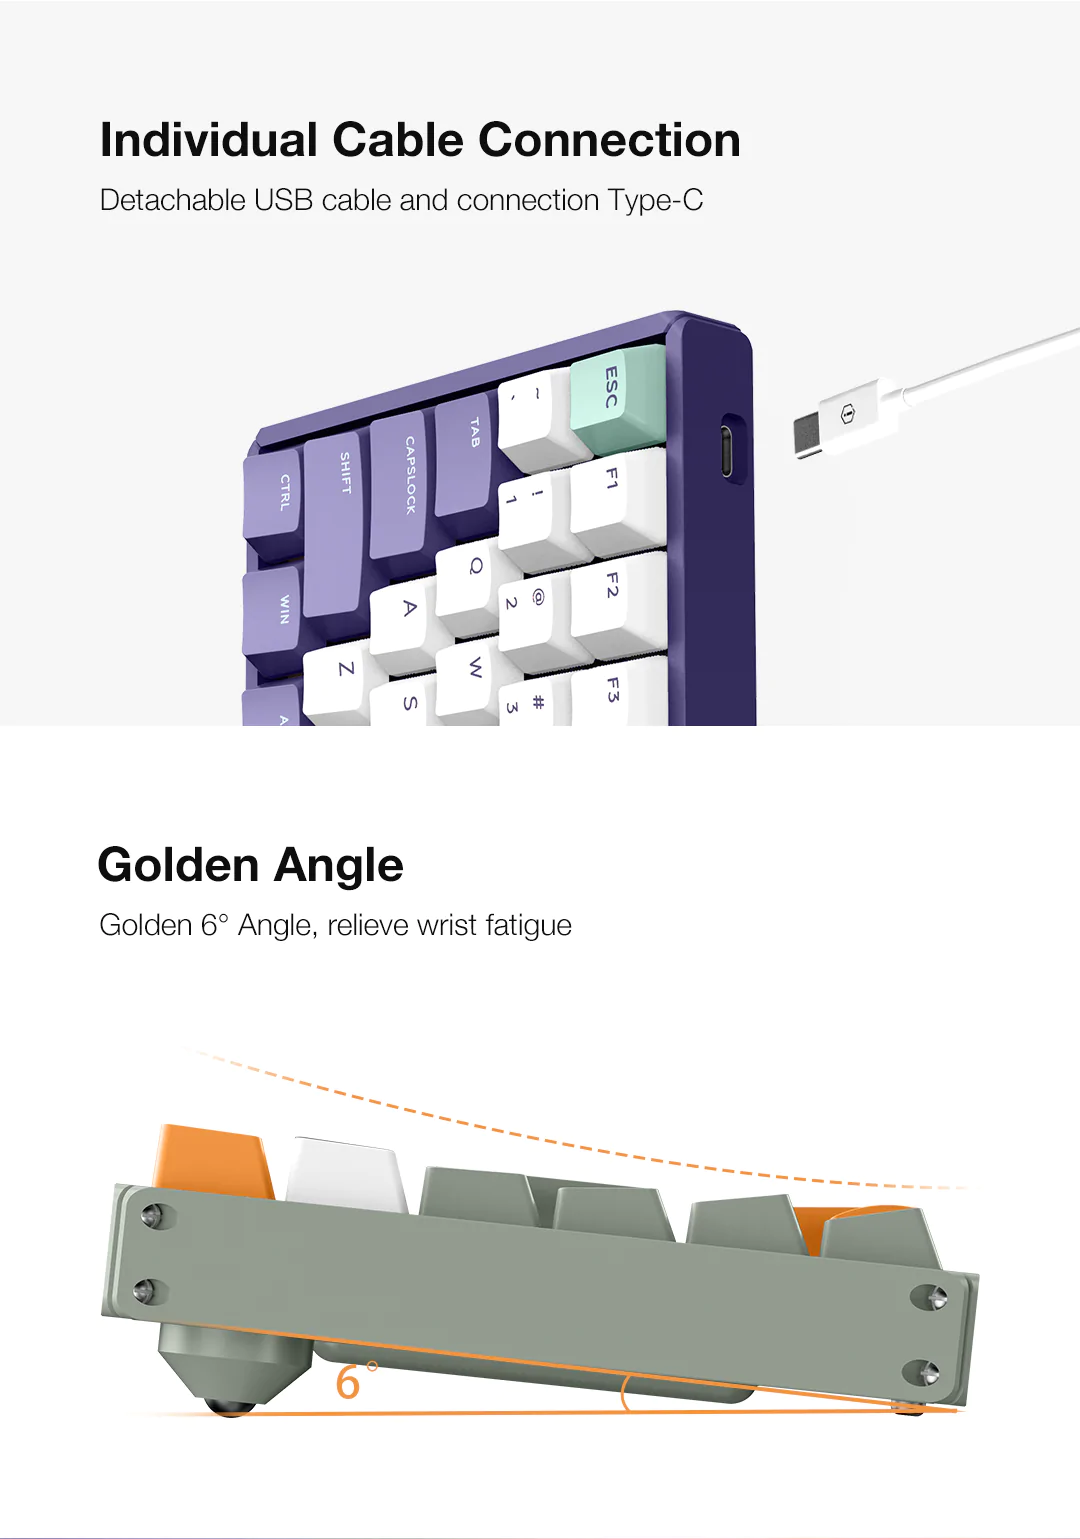 Individual Cable Connection
Detachable USB cable and connection Type-C
ESC
~
`
TAB
CAPSLOCK
SHIFT
CTRL
F1
!
1
Q
A
WIN
F2
@
2
W
Z
F3
#
3
S
A
Golden Angle
Golden 6° Angle, relieve wrist fatigue
6°